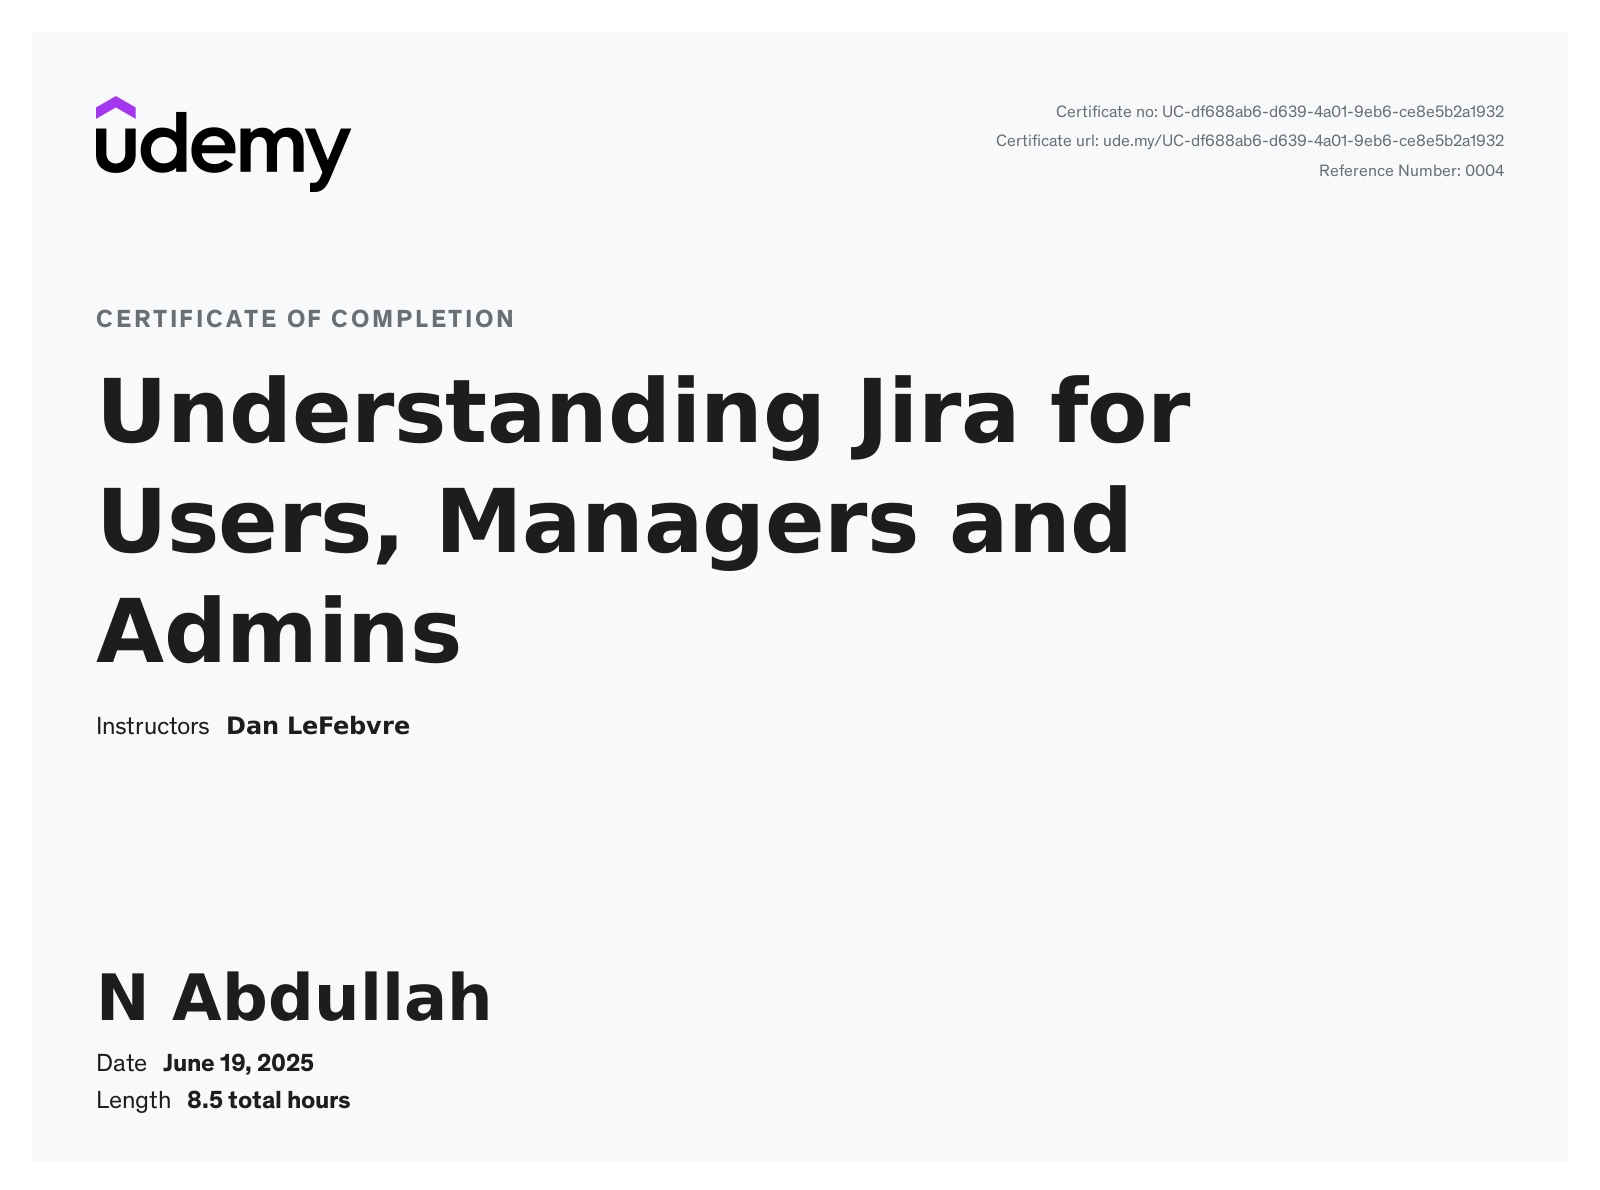 udemy
Certificate no: UC-df688ab6-d639-4a01-9eb6-ce8e5b2a1932
Certificate url: ude.my/UC-df688ab6-d639-4a01-9eb6-ce8e5b2a1932
Reference Number: 0004
CERTIFICATE OF COMPLETION
Understanding Jira for
Users, Managers and
Admins
Instructors Dan LeFebvre
N Abdullah
Date June 19, 2025
Length 8.5 total hours